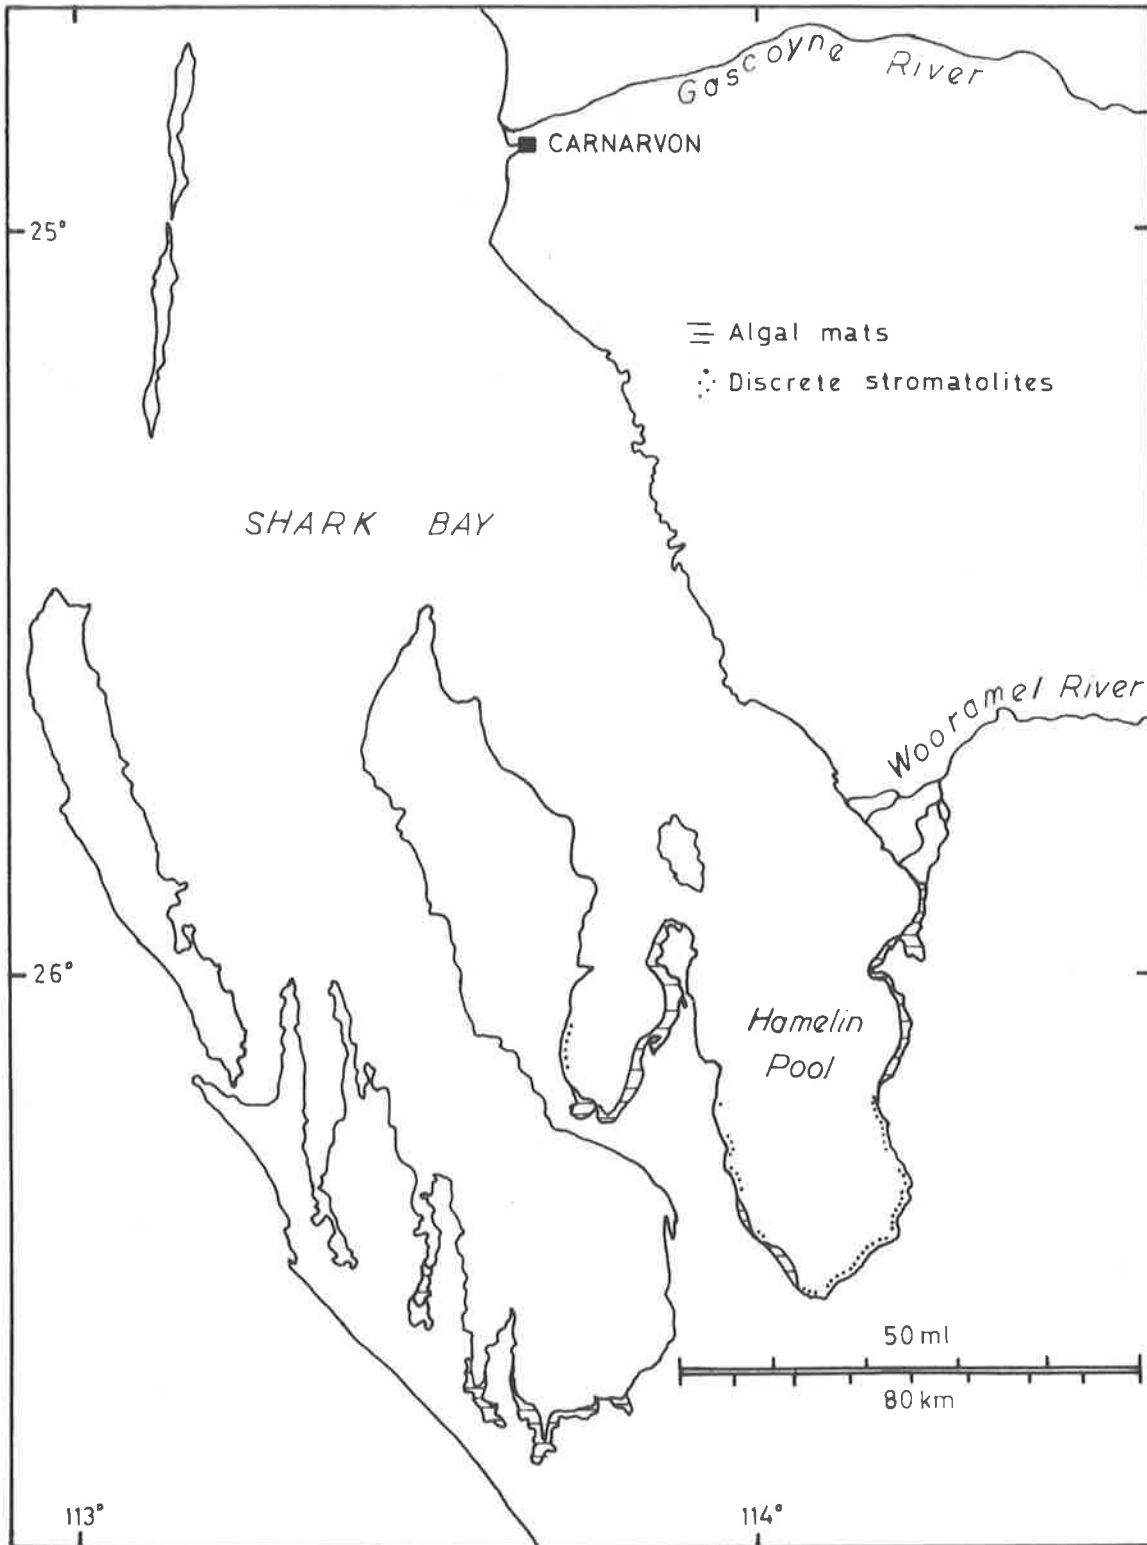 Gascoyne River
CARNARVON
25°
Algal mats
Discrete stromatolites
SHARK BAY
Wooramel River
26°
Hamelin
Pool
50 ml
80 km
113°
114°